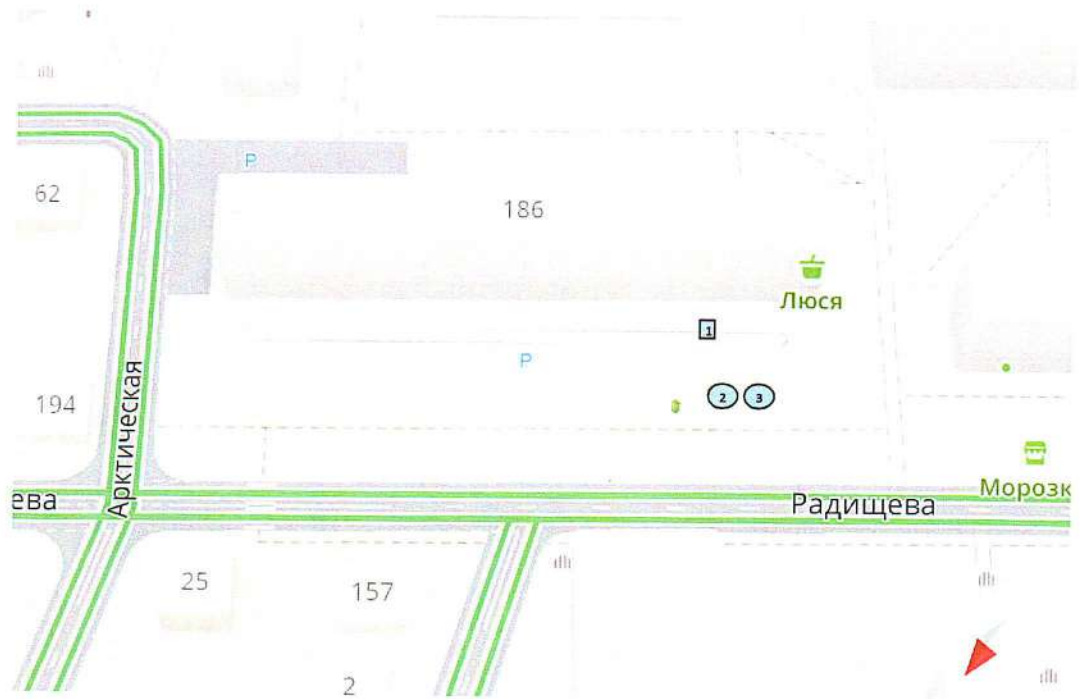 P
62
186
Люся
1
P
194
2
3
Арктическая
Морозк
ева
Радищева
25
157
2